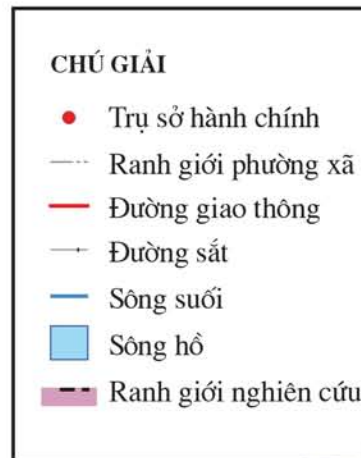 CHÚ GIẢI
Trụ sở hành chính
Ranh giới phường xã
Đường giao thông
Đường sắt
Sông suối
Sông hồ
Ranh giới nghiên cứu